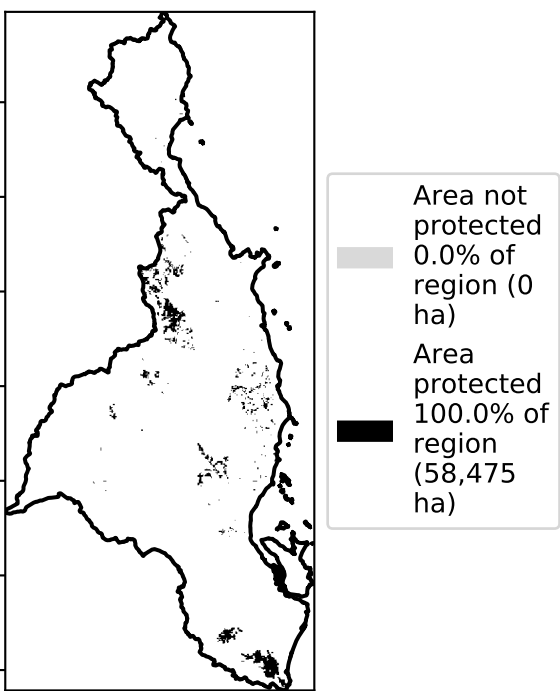 Area not
protected
0.0% of
region (0
ha)
Area
protected
100.0% of
region
(58,475
ha)